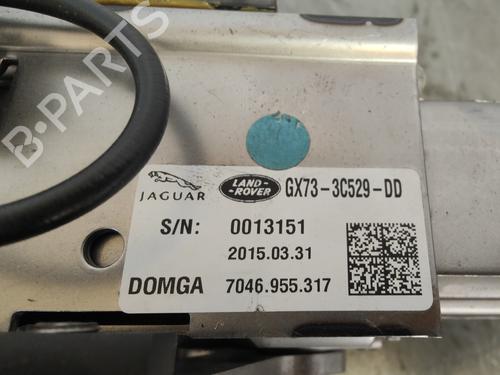 B-PARTS
JAGUAR
LAND-
ROVER
GX73-3C529-DD
S/N: 0013151
2015.03.31
DOMGA 7046.955.317